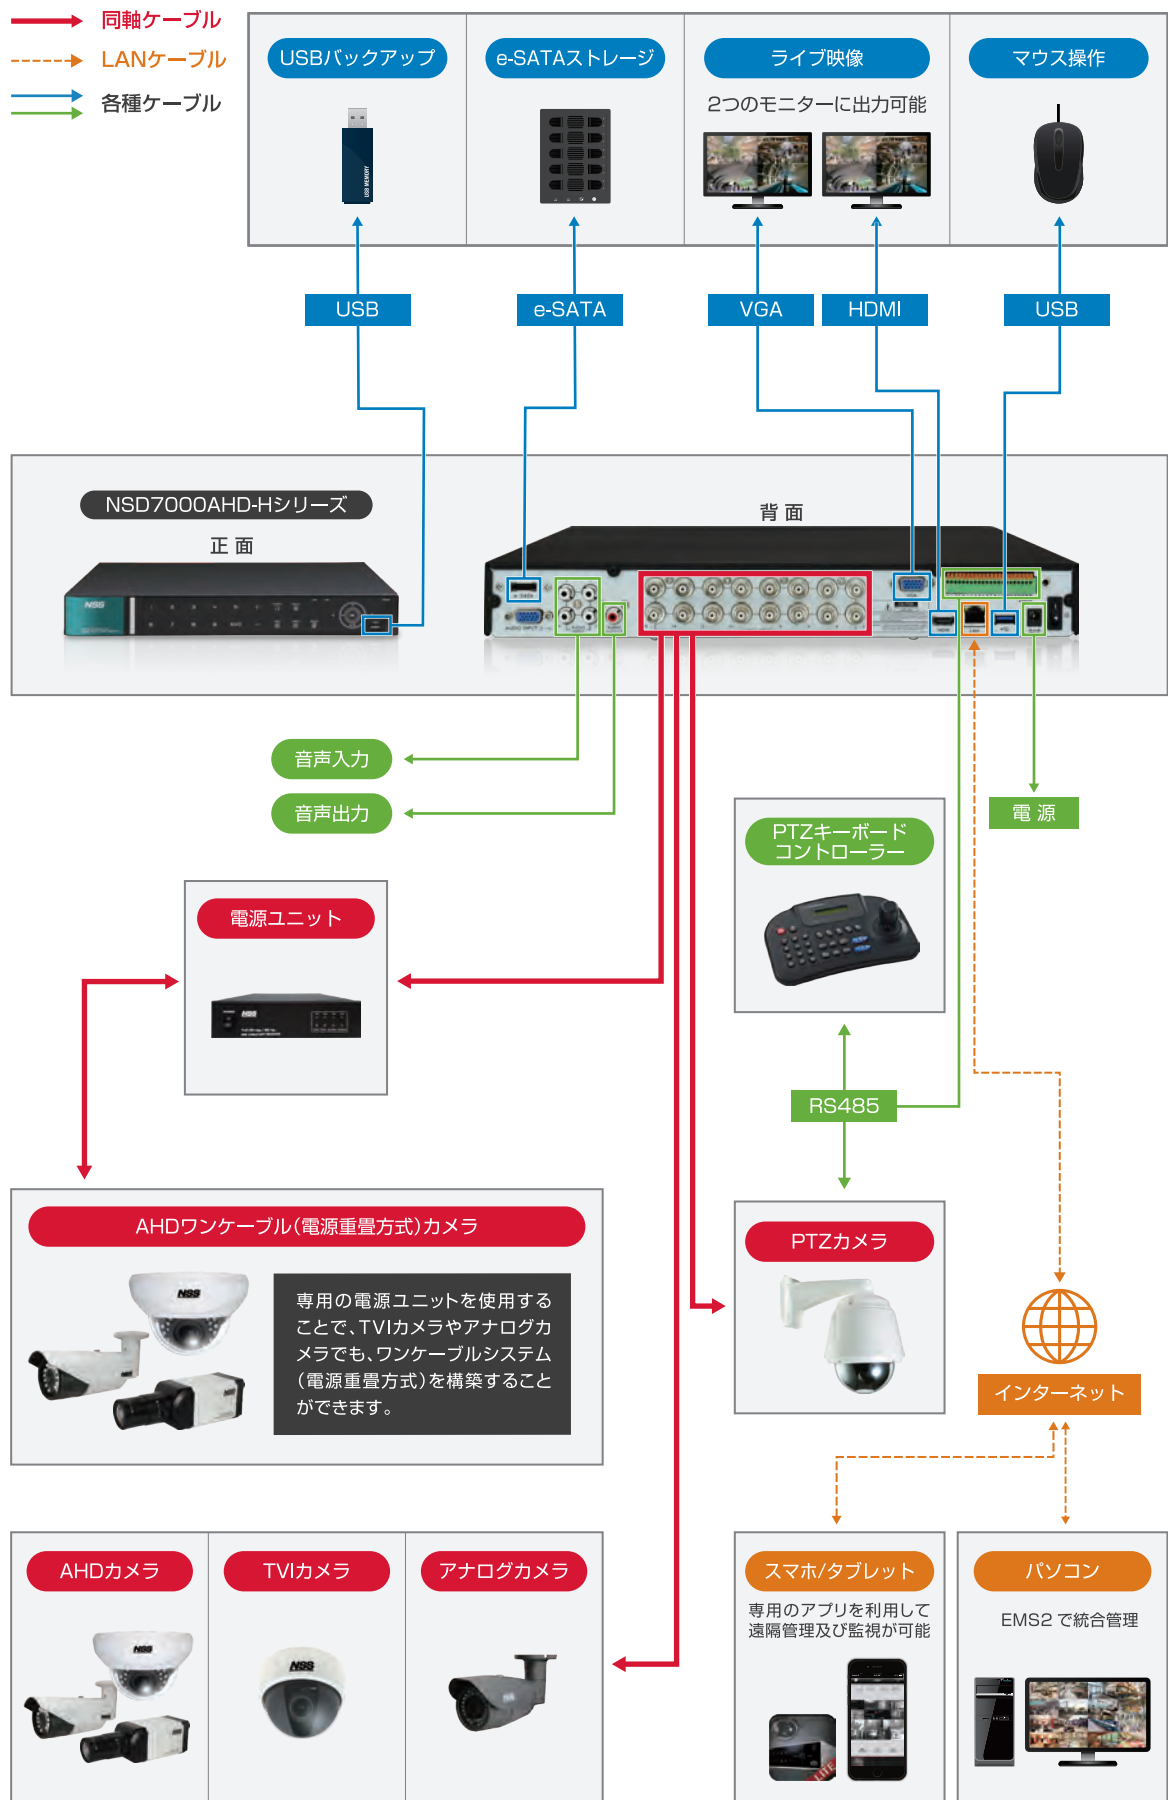 同軸ケーブル
LANケーブル
各種ケーブル
USBバックアップ
e-SATAストレージ
ライブ映像
マウス操作
2つのモニターに出力可能
USB MEMORY
USB
e-SATA
VGA
HDMI
USB
NSD7000AHD-Hシリーズ
正 面
背 面
NSS
音声入力
音声出力
電 源
PTZキーボード
コントローラー
電源ユニット
NSS
RS485
AHDワンケーブル(電源重畳方式)カメラ
NSS
専用の電源ユニットを使用する
ことで、TVIカメラやアナログカ
メラでも、ワンケーブルシステム
(電源重畳方式)を構築すること
ができます。
PTZカメラ
インターネット
AHDカメラ
TVIカメラ
アナログカメラ
NSS
NSS
スマホ/タブレット
専用のアプリを利用して
遠隔管理及び監視が可能
LITE
パソコン
EMS2 で統合管理